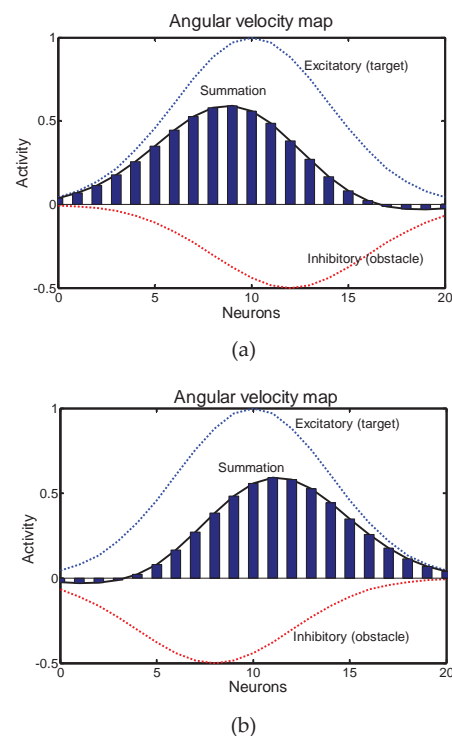 Angular velocity map
1
Excitatory (target)
Summation
0.5
Activity
0
Inhibitory (obstacle)
-0.5
0 5 10 15 20
Neurons
(a)
Angular velocity map
1
Excitatory (target)
Summation
0.5
Activity
0
Inhibitory (obstacle)
-0.5
0 5 10 15 20
Neurons
(b)